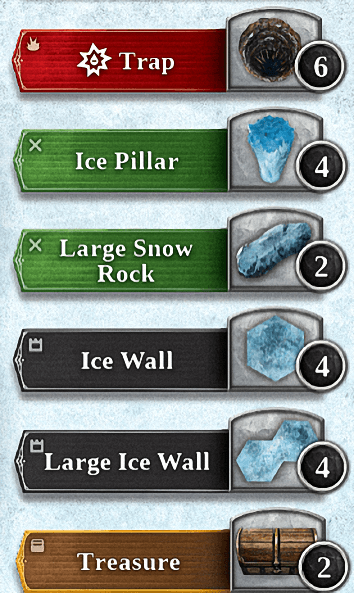 Trap
6
Ice Pillar
4
Large Snow
Rock
2
Ice Wall
4
Large Ice Wall
4
Treasure
2